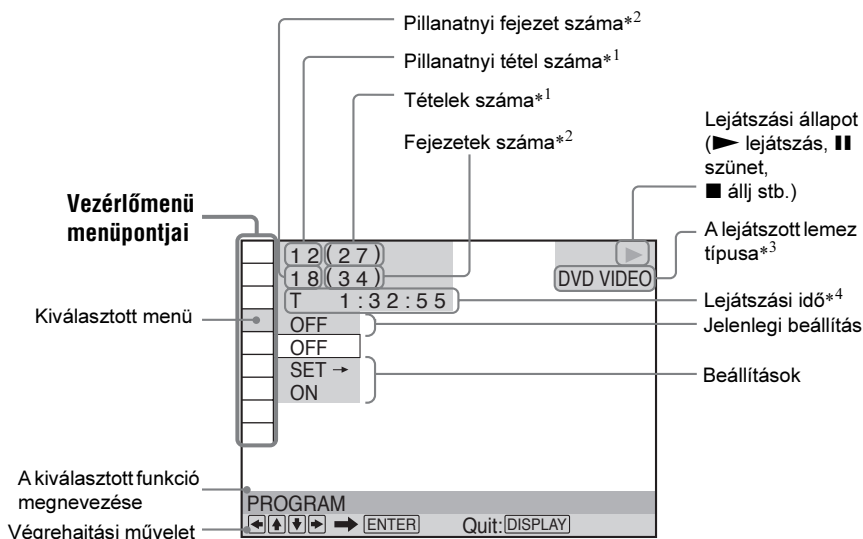 Pillanatnyi fejezet száma*2
Pillanatnyi tétel száma*1
Tételek száma*1
Fejezetek száma*2
Lejátszási állapot
(► lejátszás, ▮▮
szünet,
■ állj stb.)
Vezérlőmenü
menüpontjai
A lejátszott lemez
típusa*3
12(27)
18(34)
DVD VIDEO
T 1:32:55
Lejátszási idő*4
Kiválasztott menü
OFF
Jelenlegi beállítás
OFF
SET →
ON
Beállítások
A kiválasztott funkció
megnevezése
PROGRAM
Végrehajtási művelet
← ↑ ↓ → ➡ ENTER Quit: DISPLAY